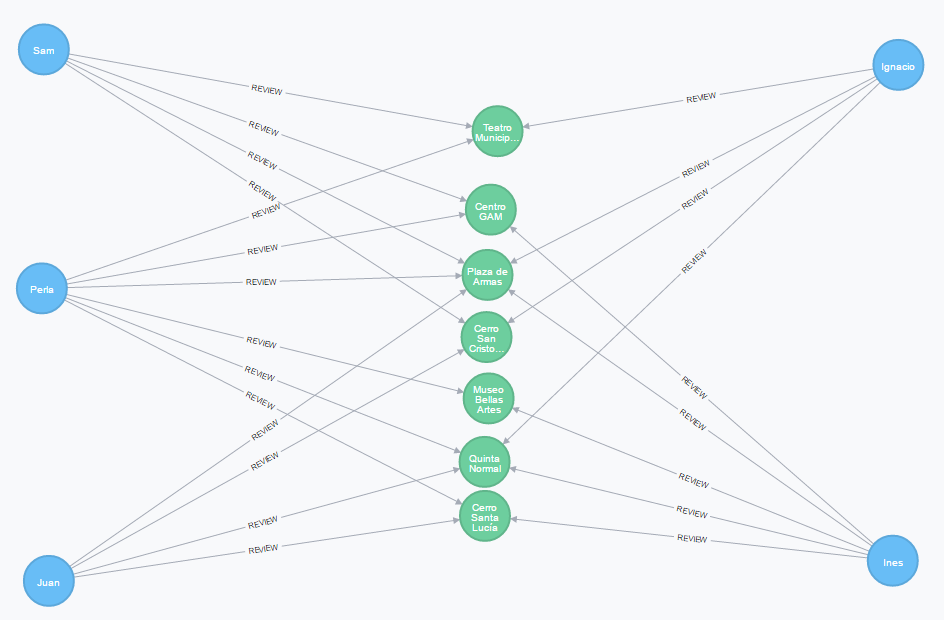 Sam
Ignacio
REVIEW
REVIEW
Teatro
Municip...
REVIEW
REVIEW
REVIEW
REVIEW
REVIEW
Centro
GAM
REVIEW
REVIEW
REVIEW
REVIEW
Plaza de
Armas
Perla
Cerro
San
Cristo...
REVIEW
REVIEW
REVIEW
REVIEW
Museo
Bellas
Artes
REVIEW
REVIEW
REVIEW
Quinta
Normal
REVIEW
Cerro
Santa
Lucía
REVIEW
REVIEW
REVIEW
REVIEW
Juan
Ines